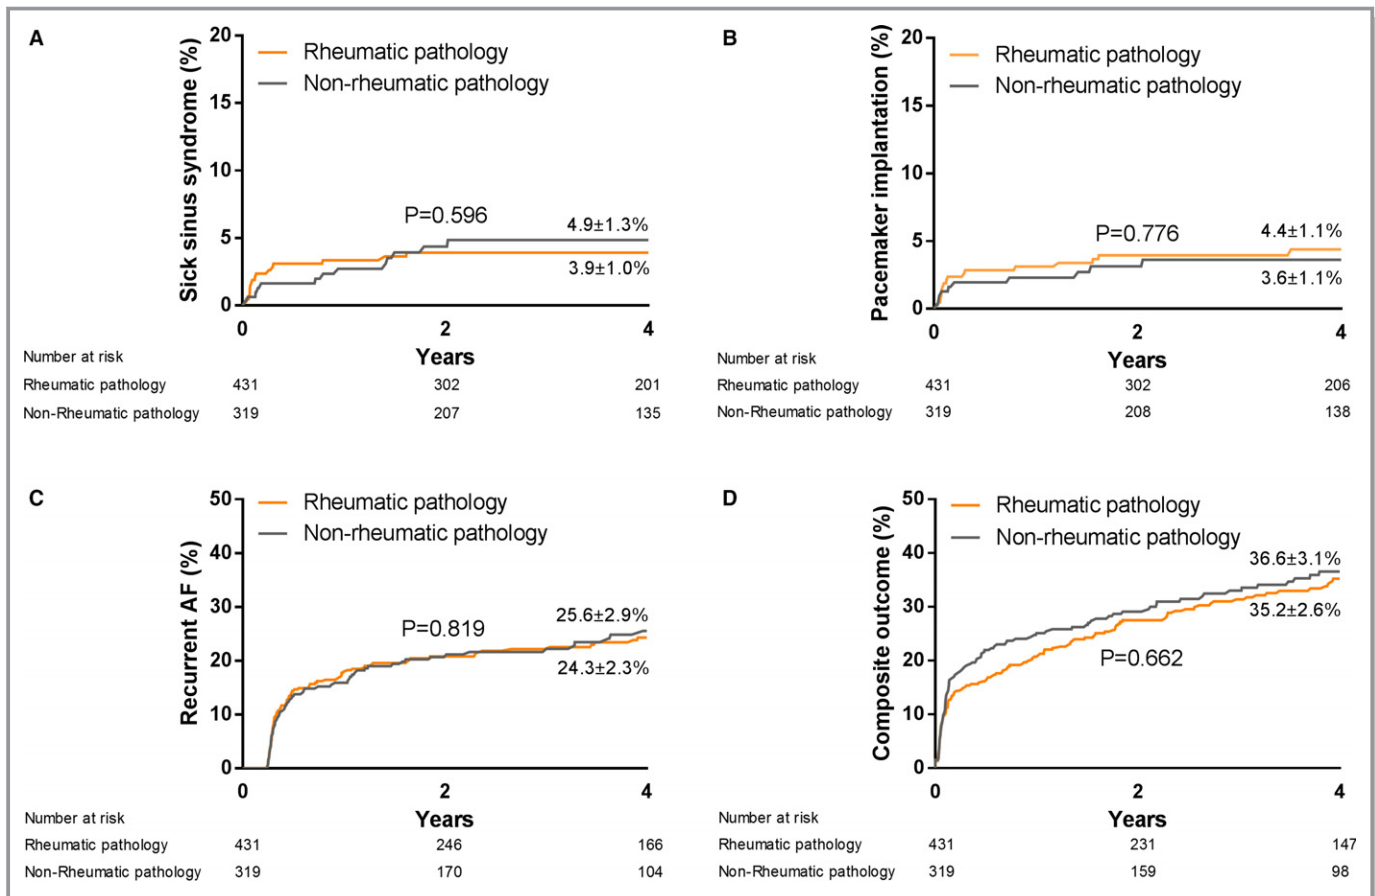 A
Sick sinus syndrome (%)
20
15
10
5
0
Rheumatic pathology
Non-rheumatic pathology
P=0.596
4.9±1.3%
3.9±1.0%
0 2 4
Years
Number at risk
Rheumatic pathology 431 302 201
Non-Rheumatic pathology 319 207 135
B
Pacemaker implantation (%)
20
15
10
5
0
Rheumatic pathology
Non-rheumatic pathology
P=0.776
4.4±1.1%
3.6±1.1%
0 2 4
Years
Number at risk
Rheumatic pathology 431 302 206
Non-Rheumatic pathology 319 208 138
C
Recurrent AF (%)
50
40
30
20
10
0
Rheumatic pathology
Non-rheumatic pathology
P=0.819
25.6±2.9%
24.3±2.3%
0 2 4
Years
Number at risk
Rheumatic pathology 431 246 166
Non-Rheumatic pathology 319 170 104
D
Composite outcome (%)
50
40
30
20
10
0
Rheumatic pathology
Non-rheumatic pathology
36.6±3.1%
35.2±2.6%
P=0.662
0 2 4
Years
Number at risk
Rheumatic pathology 431 231 147
Non-Rheumatic pathology 319 159 98